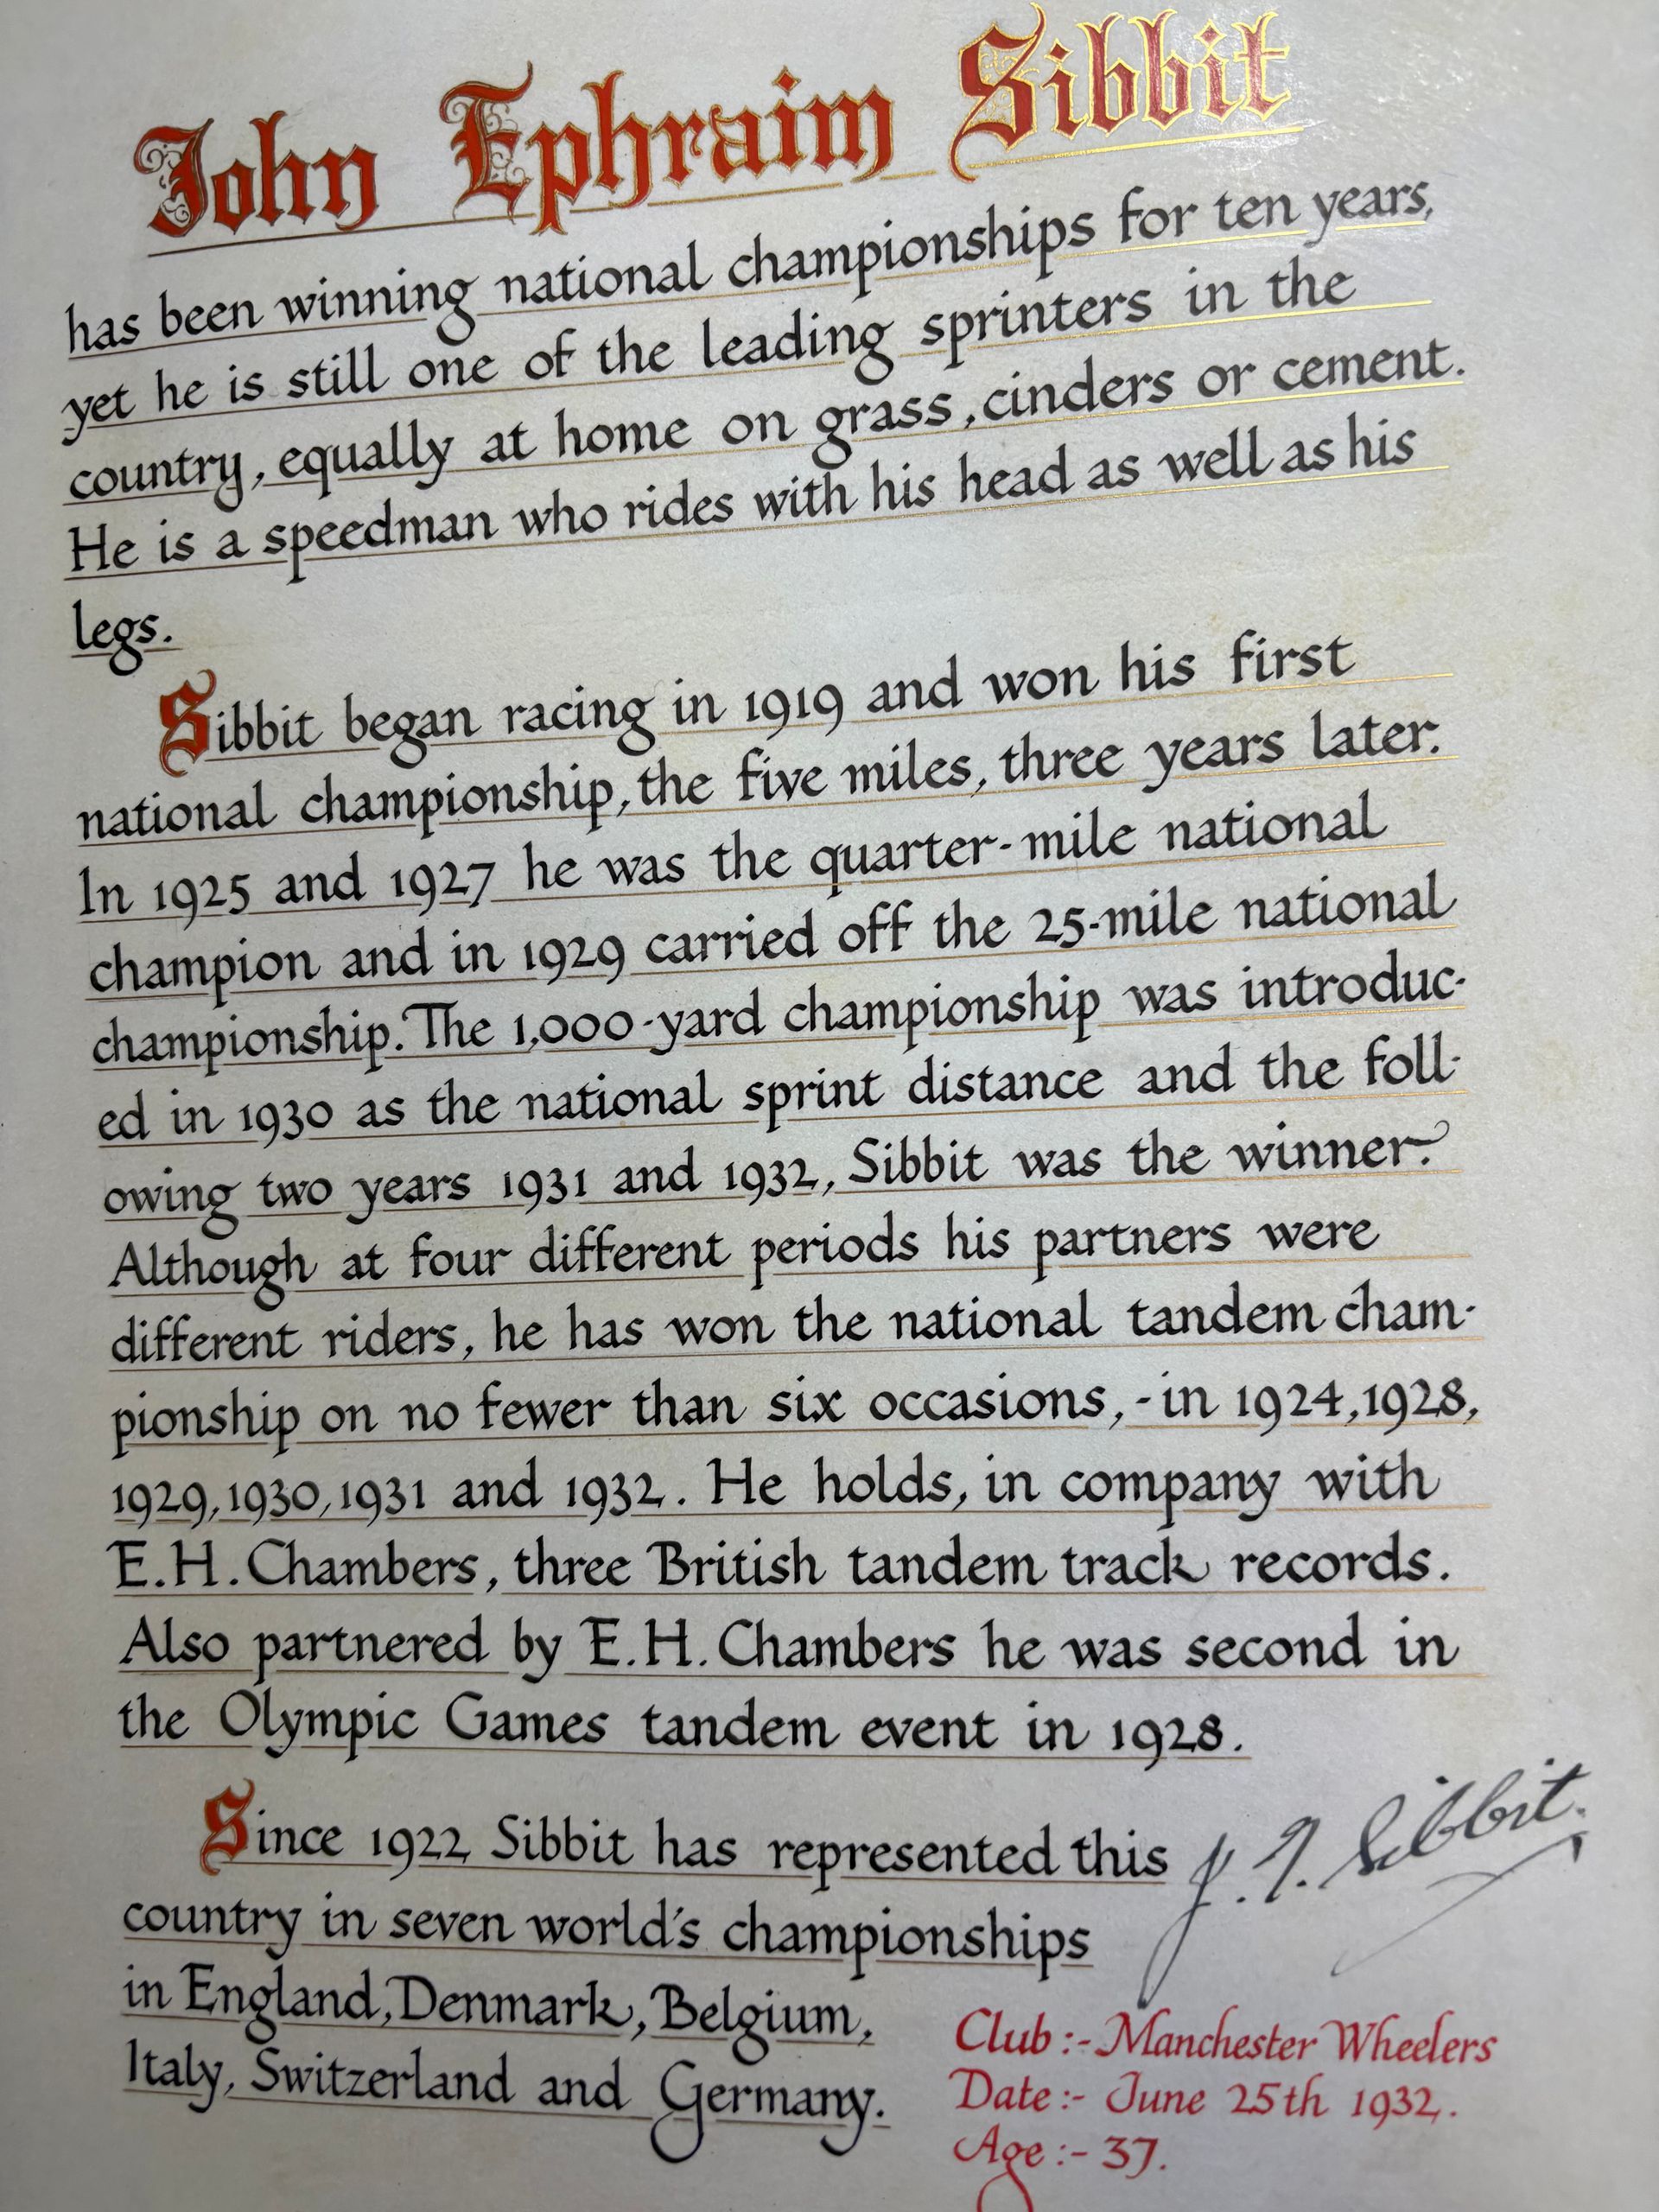 John Ephraim Sibbit
has been winning national championships for ten years,
yet he is still one of the leading sprinters in the
country, equally at home on grass, cinders or cement.
He is a speedman who rides with his head as well as his
legs.
Sibbit began racing in 1919 and won his first
national championship, the five miles, three years later.
In 1925 and 1927 he was the quarter-mile national
champion and in 1929 carried off the 25-mile national
championship. The 1,000-yard championship was introduc-
ed in 1930 as the national sprint distance and the foll-
owing two years 1931 and 1932, Sibbit was the winner.
Although at four different periods his partners were
different riders, he has won the national tandem cham-
pionship on no fewer than six occasions,-in 1924,1928,
1929,1930,1931 and 1932. He holds, in company with
E.H. Chambers, three British tandem track records.
Also partnered by E.H. Chambers he was second in
the Olympic Games tandem event in 1928.
Since 1922 Sibbit has represented this
country in seven world's championships
in England, Denmark, Belgium,
Italy, Switzerland and Germany.
Sibbit.
Club :- Manchester Wheelers
Date :- June 25th 1932.
Age :- 37.